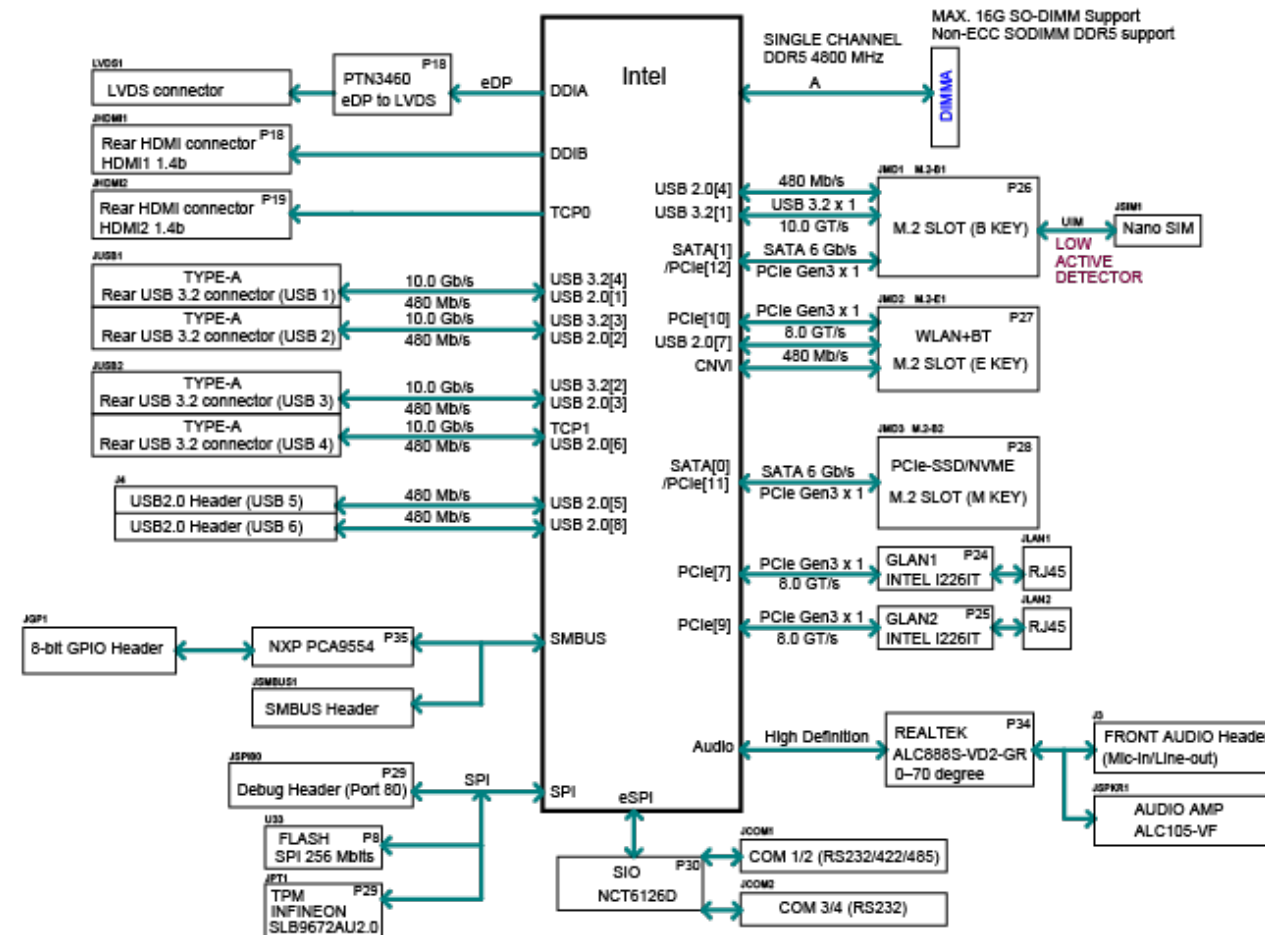 MAX. 16G SO-DIMM Support
Non-ECC SODIMM DDR5 support
SINGLE CHANNEL
DDR5 4800 MHz
A
DIMMA
Intel
LVDS1
LVDS connector
P18
PTN3460
eDP to LVDS
eDP
DDIA
JHDMI1
P18
Rear HDMI connector
HDMI1 1.4b
DDIB
JHDMI2
P19
Rear HDMI connector
HDMI2 1.4b
TCP0
JUSB1
TYPE-A
Rear USB 3.2 connector (USB 1)
10.0 Gb/s
480 Mb/s
USB 3.2[4]
USB 2.0[1]
TYPE-A
Rear USB 3.2 connector (USB 2)
10.0 Gb/s
480 Mb/s
USB 3.2[3]
USB 2.0[2]
JUSB2
TYPE-A
Rear USB 3.2 connector (USB 3)
10.0 Gb/s
480 Mb/s
USB 3.2[2]
USB 2.0[3]
TYPE-A
Rear USB 3.2 connector (USB 4)
10.0 Gb/s
480 Mb/s
TCP1
USB 2.0[6]
J4
USB2.0 Header (USB 5)
480 Mb/s
USB 2.0[5]
USB2.0 Header (USB 6)
480 Mb/s
USB 2.0[8]
JGP1
8-bit GPIO Header
P35
NXP PCA9554
SMBUS
JSMBUS1
SMBUS Header
JSPIB0
P29
Debug Header (Port 80)
SPI
SPI
U33
P8
FLASH
SPI 256 Mbits
JPT1
P29
TPM
INFINEON
SLB9672AU2.0
USB 2.0[4]
480 Mb/s
USB 3.2[1]
USB 3.2 x 1
10.0 GT/s
SATA[1]
/PCIe[12]
SATA 6 Gb/s
PCIe Gen3 x 1
JMD1 M.2-B1
P26
M.2 SLOT (B KEY)
UIM
LOW
ACTIVE
DETECTOR
JSIM1
Nano SIM
PCIe[10]
PCIe Gen3 x 1
8.0 GT/s
USB 2.0[7]
480 Mb/s
CNVI
JMD2 M.2-E1
P27
WLAN+BT
M.2 SLOT (E KEY)
SATA[0]
/PCIe[11]
SATA 6 Gb/s
PCIe Gen3 x 1
JMD3 M.2-B2
P28
PCIe-SSD/NVME
M.2 SLOT (M KEY)
PCIe[7]
PCIe Gen3 x 1
8.0 GT/s
GLAN1
P24
INTEL I226IT
JLAN1
RJ45
PCIe[9]
PCIe Gen3 x 1
8.0 GT/s
GLAN2
P25
INTEL I226IT
JLAN2
RJ45
Audio
High Definition
P34
REALTEK
ALC888S-VD2-GR
0–70 degree
J3
FRONT AUDIO Header
(Mic-in/Line-out)
JSPKR1
AUDIO AMP
ALC105-VF
eSPI
P30
SIO
NCT6126D
JCOM1
COM 1/2 (RS232/422/485)
JCOM2
COM 3/4 (RS232)